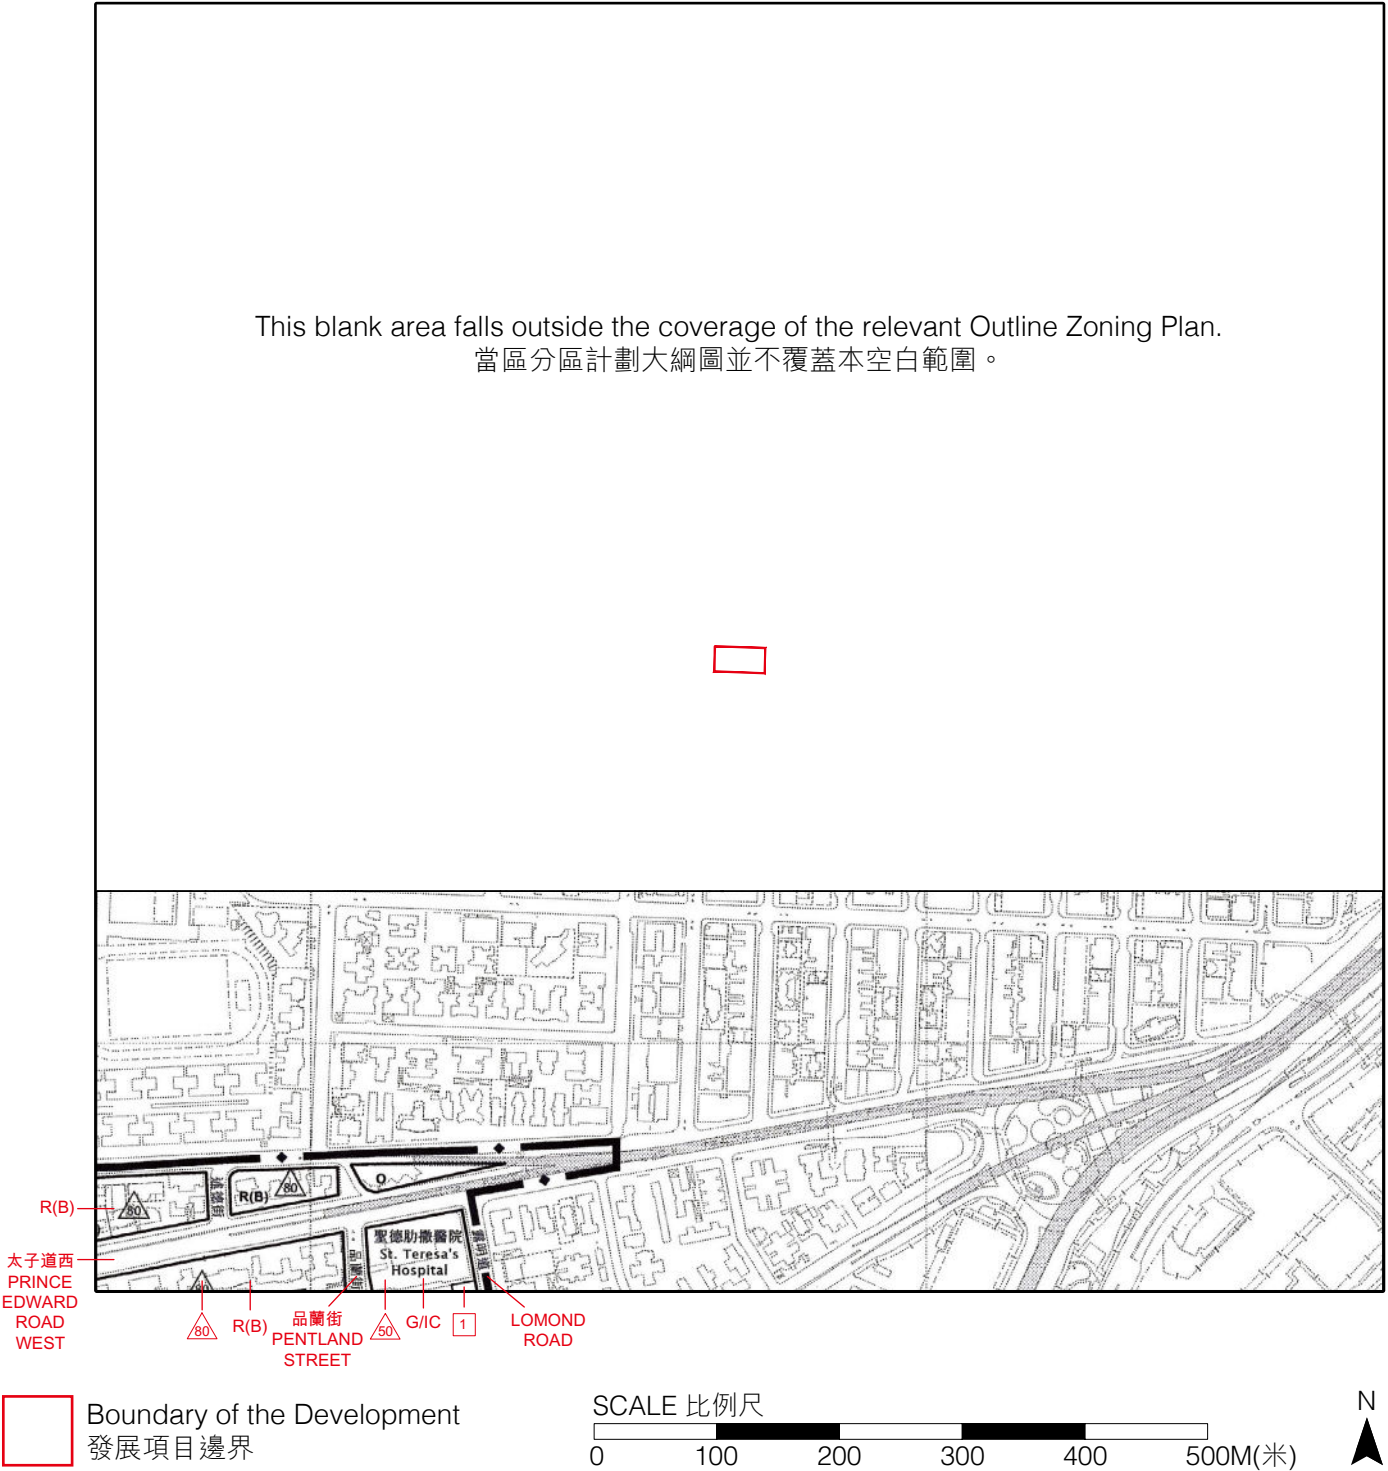 This blank area falls outside the coverage of the relevant Outline Zoning Plan.
當區分區計劃大綱圖並不覆蓋本空白範圍。
O
80
R(B)
80
R(B)
聖德肋撒醫院
St. Teresa's
Hospital
太子道西
PRINCE
EDWARD
ROAD
WEST
80
R(B)
品蘭街
PENTLAND
STREET
50
G/IC
1
LOMOND
ROAD
Boundary of the Development
發展項目邊界
SCALE 比例尺
0 100 200 300 400 500M(米)
N